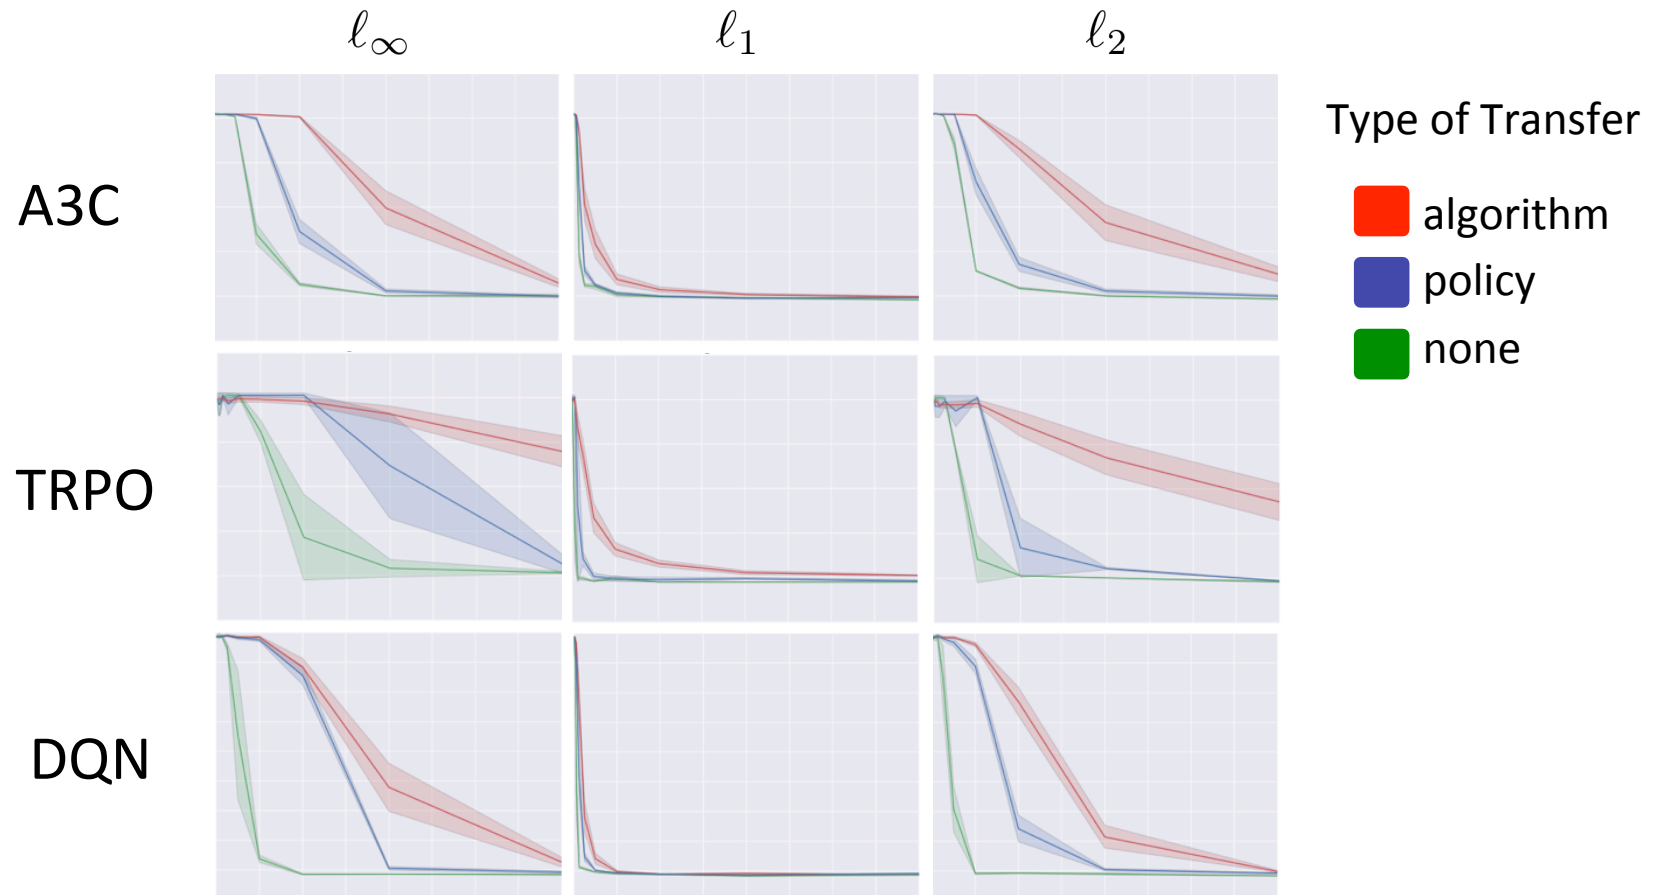 ℓ∞ ℓ1 ℓ2
Type of Transfer
A3C
algorithm
policy
none
TRPO
DQN